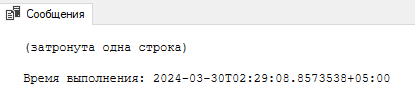 Сообщения
(затронута одна строка)
Время выполнения: 2024-03-30T02:29:08.8573538+05:00